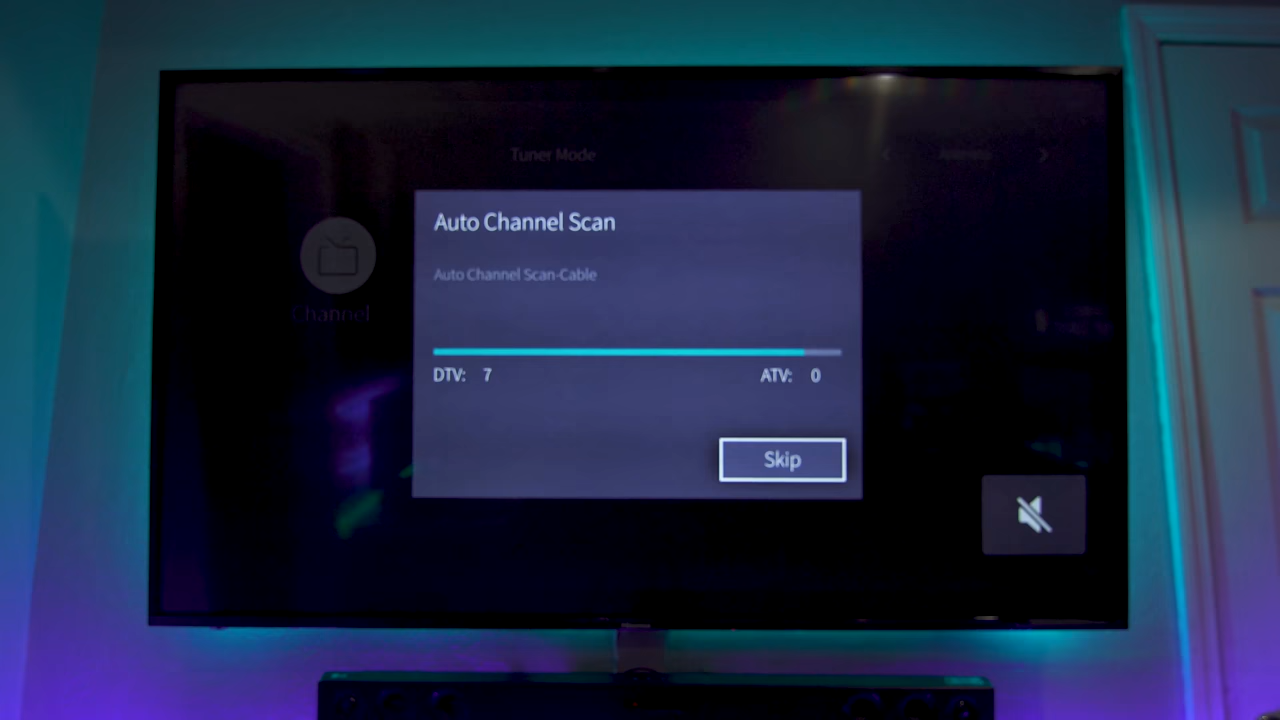 Tuner Mode
Auto Channel Scan
Auto Channel Scan-Cable
Channel
DTV: 7
ATV: 0
Skip